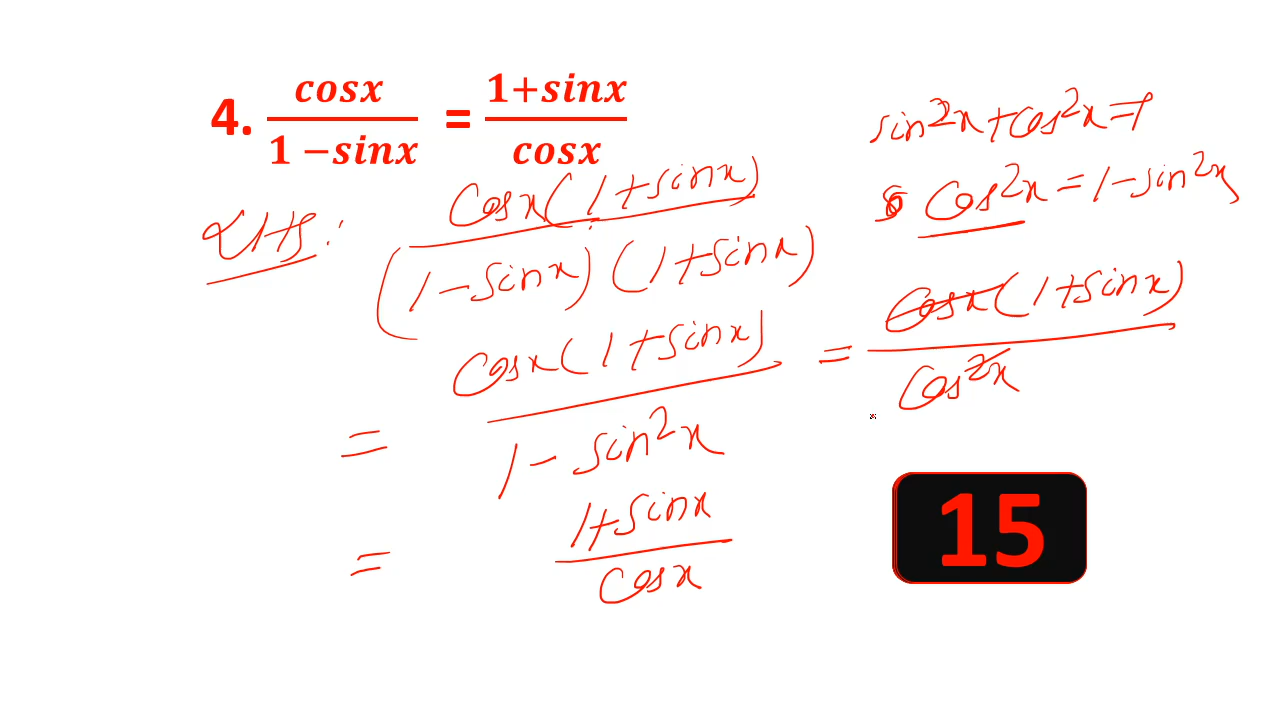 4. cosx / 1 − sinx = 1+sinx / cosx
sin²x + cos²x = 1
cos²x = 1 − sin²x
LHS: cosx(1+sinx) / (1−sinx)(1+sinx)
= cosx(1+sinx) / 1 − sin²x = cosx(1+sinx) / cos²x
= 1+sinx / cosx
15